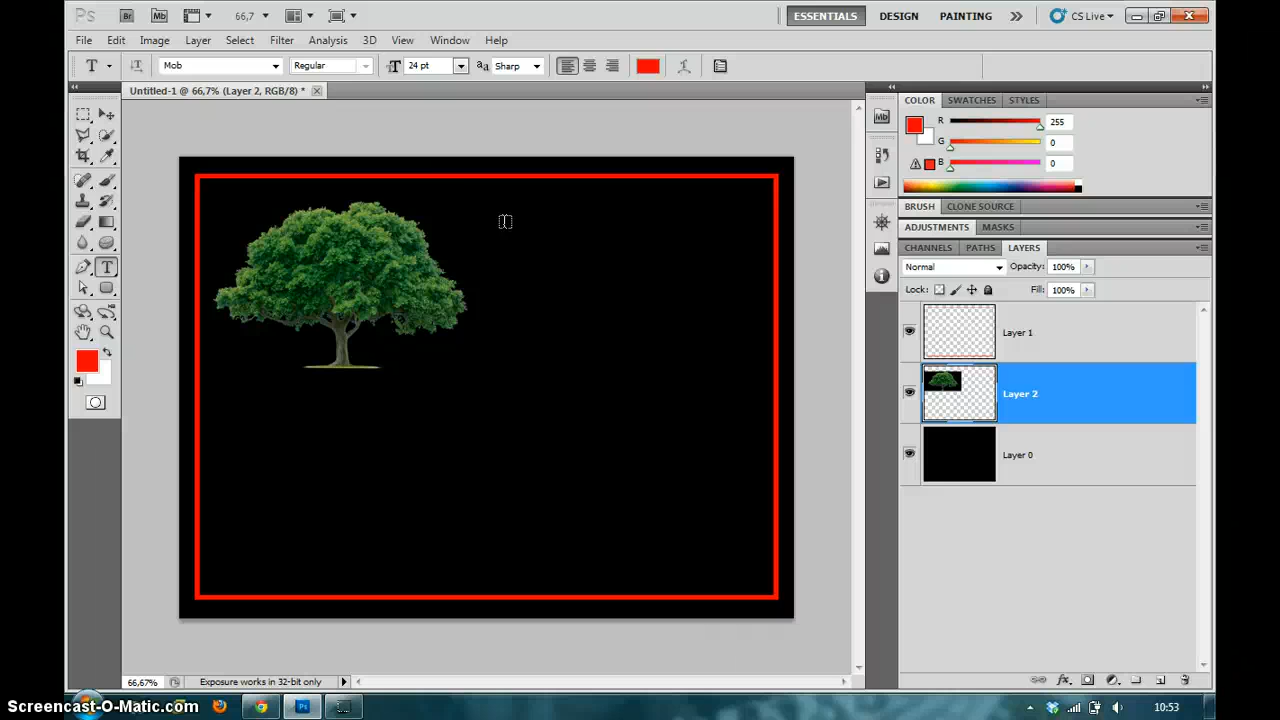 Ps Br Mb 66,7 ESSENTIALS DESIGN PAINTING CS Live
File Edit Image Layer Select Filter Analysis 3D View Window Help
T T Mob Regular T 24 pt aa Sharp
Untitled-1 @ 66,7% (Layer 2, RGB/8) *
COLOR SWATCHES STYLES
Mb
R 255
G 0
B 0
BRUSH CLONE SOURCE
ADJUSTMENTS MASKS
CHANNELS PATHS LAYERS
Normal Opacity: 100%
Lock: Fill: 100%
T
Layer 1
Layer 2
Layer 0
66,67% Exposure works in 32-bit only
Screencast-O-Matic.com Ps 10:53